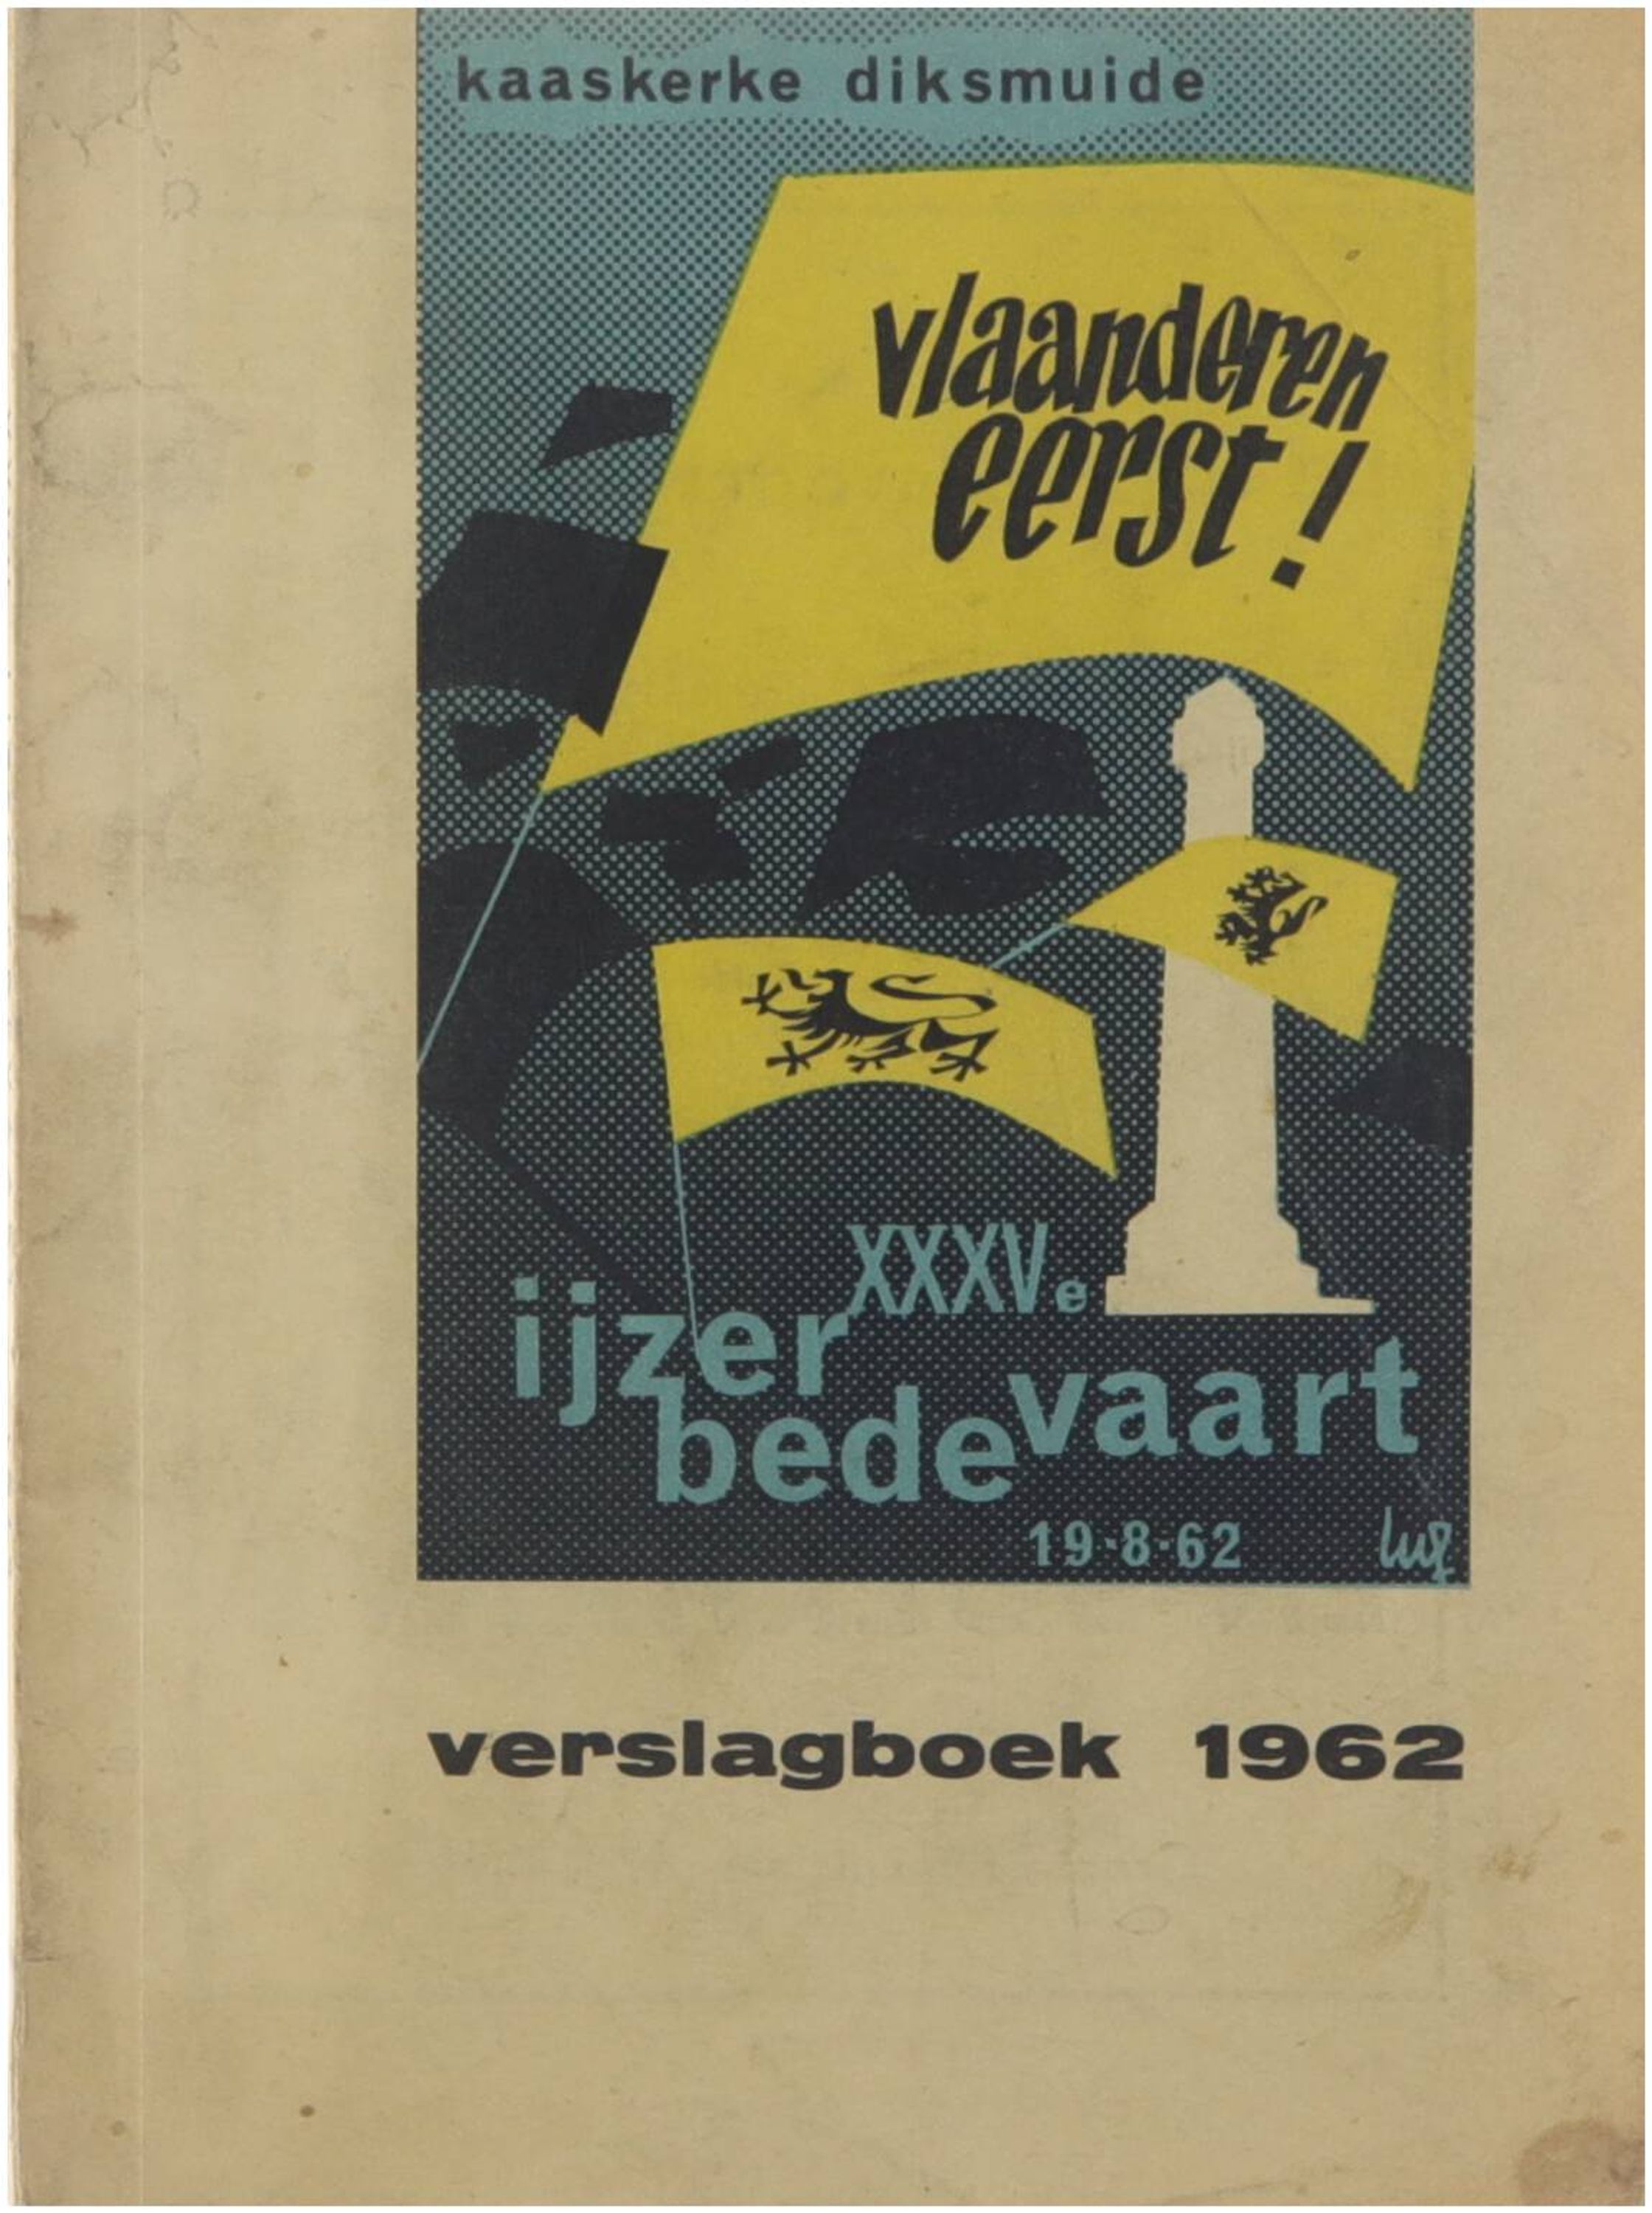 kaaskerke diksmuide
vlaanderen
eerst!
XXXVe
ijzer
bedevaart
19·8·62
verslagboek 1962